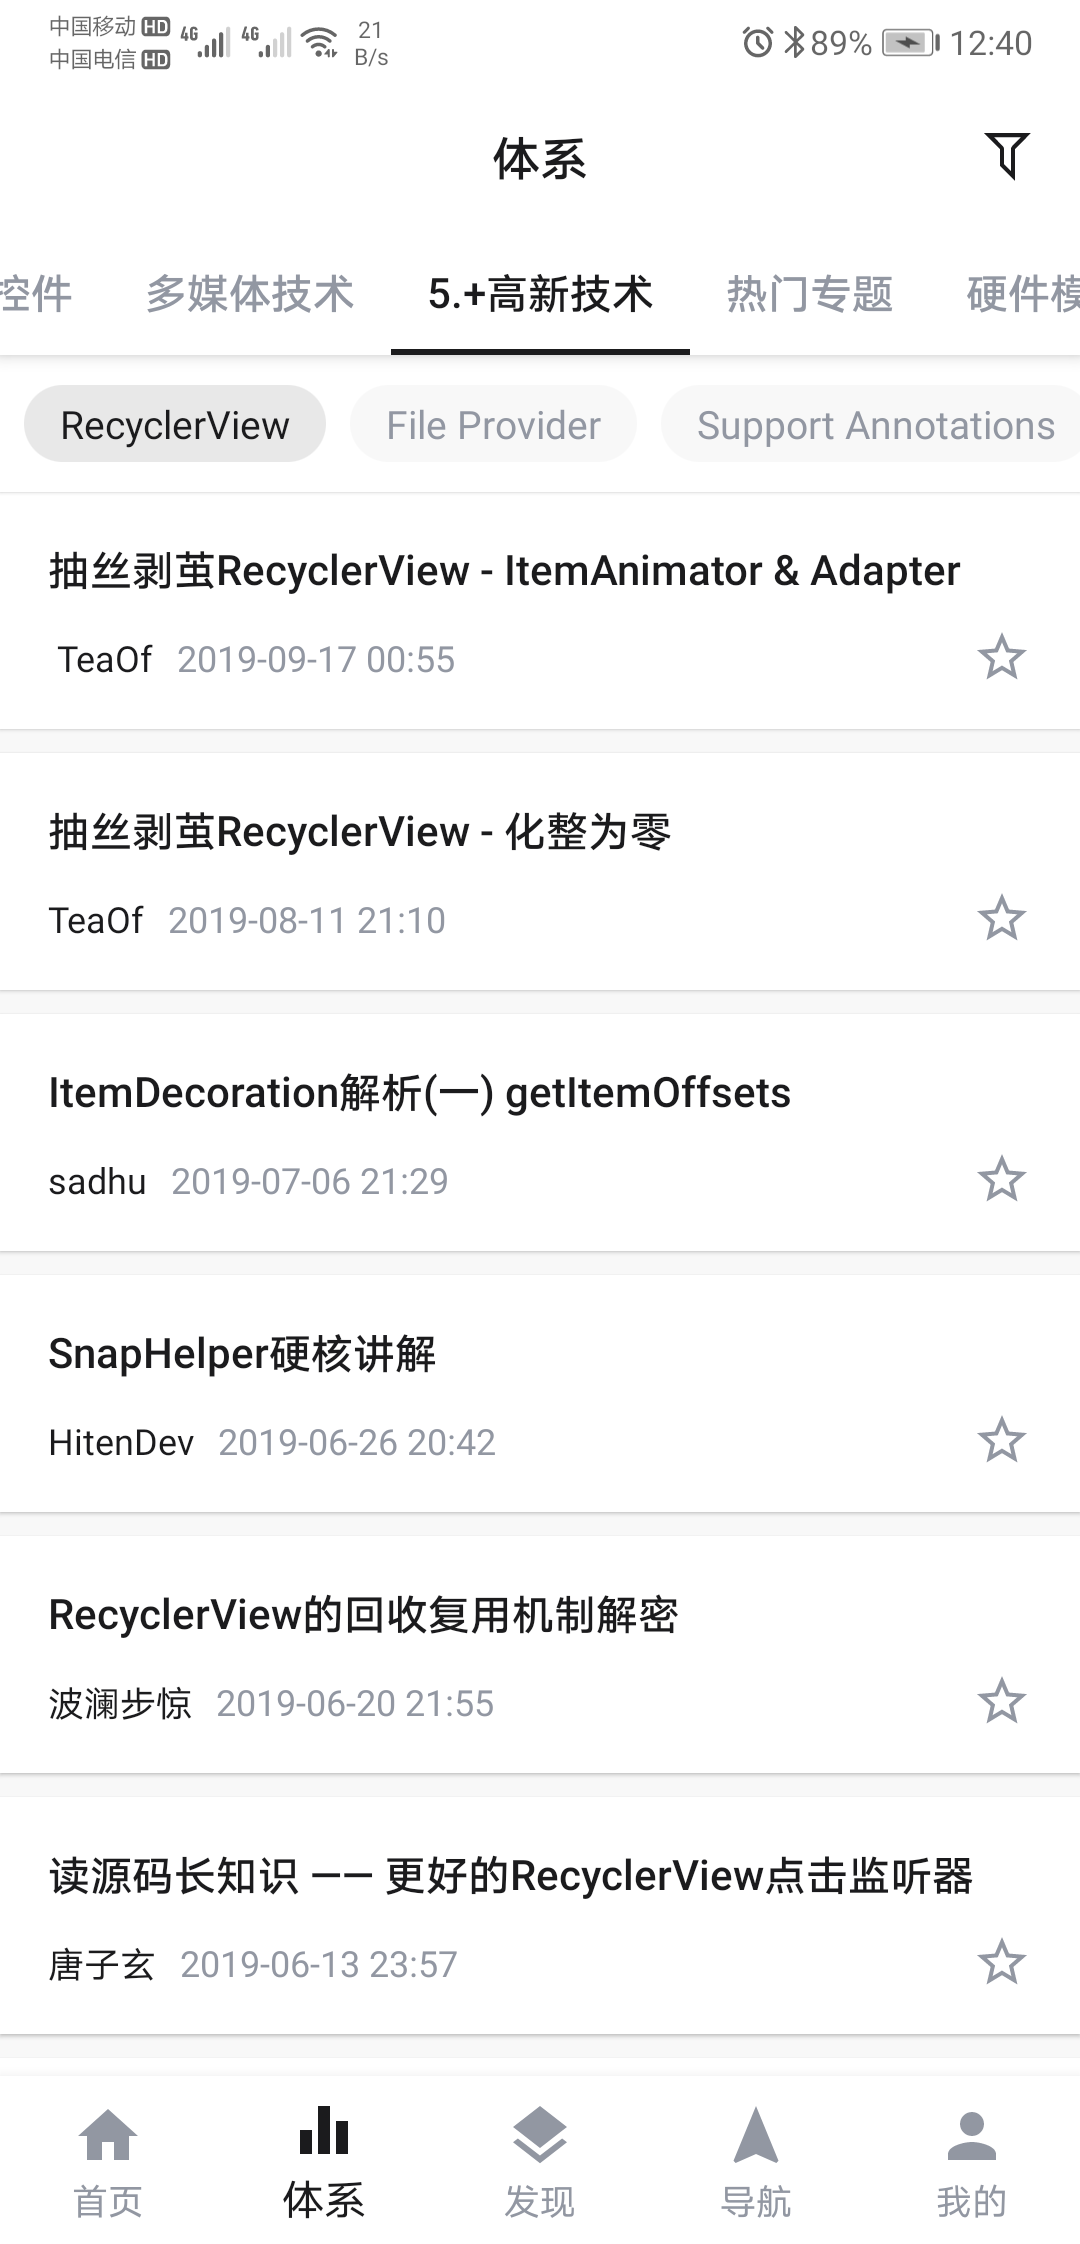 中国移动 HD 4G 4G 21 B/s 89% 12:40
中国电信 HD
体系
控件 多媒体技术 5.+高新技术 热门专题 硬件模
RecyclerView File Provider Support Annotations
抽丝剥茧RecyclerView - ItemAnimator & Adapter
TeaOf 2019-09-17 00:55
抽丝剥茧RecyclerView - 化整为零
TeaOf 2019-08-11 21:10
ItemDecoration解析(一) getItemOffsets
sadhu 2019-07-06 21:29
SnapHelper硬核讲解
HitenDev 2019-06-26 20:42
RecyclerView的回收复用机制解密
波澜步惊 2019-06-20 21:55
读源码长知识 —— 更好的RecyclerView点击监听器
唐子玄 2019-06-13 23:57
首页 体系 发现 导航 我的